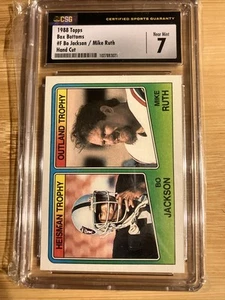 CSG
CERTIFIED SPORTS GUARANTY
1988 Topps
Box Bottoms
#F Bo Jackson / Mike Ruth
Hand Cut
Near Mint
7
OUTLAND TROPHY
MIKE
RUTH
HEISMAN TROPHY
BO
JACKSON